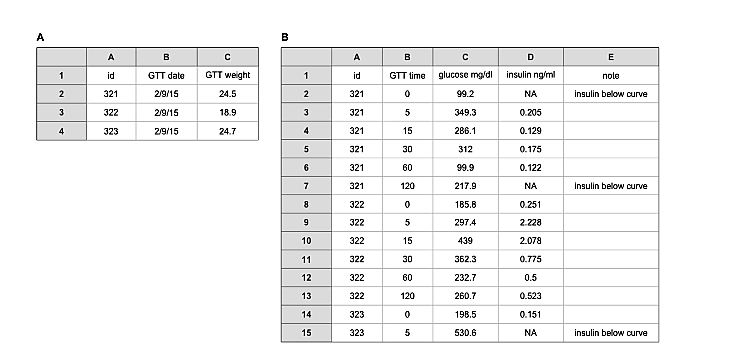 A
A B C
1 id GTT date GTT weight
2 321 2/9/15 24.5
3 322 2/9/15 18.9
4 323 2/9/15 24.7
B
A B C D E
1 id GTT time glucose mg/dl insulin ng/ml note
2 321 0 99.2 NA insulin below curve
3 321 5 349.3 0.205
4 321 15 286.1 0.129
5 321 30 312 0.175
6 321 60 99.9 0.122
7 321 120 217.9 NA insulin below curve
8 322 0 185.8 0.251
9 322 5 297.4 2.228
10 322 15 439 2.078
11 322 30 362.3 0.775
12 322 60 232.7 0.5
13 322 120 260.7 0.523
14 323 0 198.5 0.151
15 323 5 530.6 NA insulin below curve